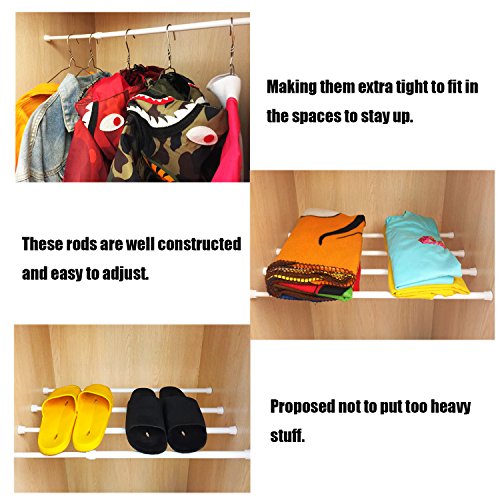 Making them extra tight to fit in
the spaces to stay up.
These rods are well constructed
and easy to adjust.
Proposed not to put too heavy
stuff.